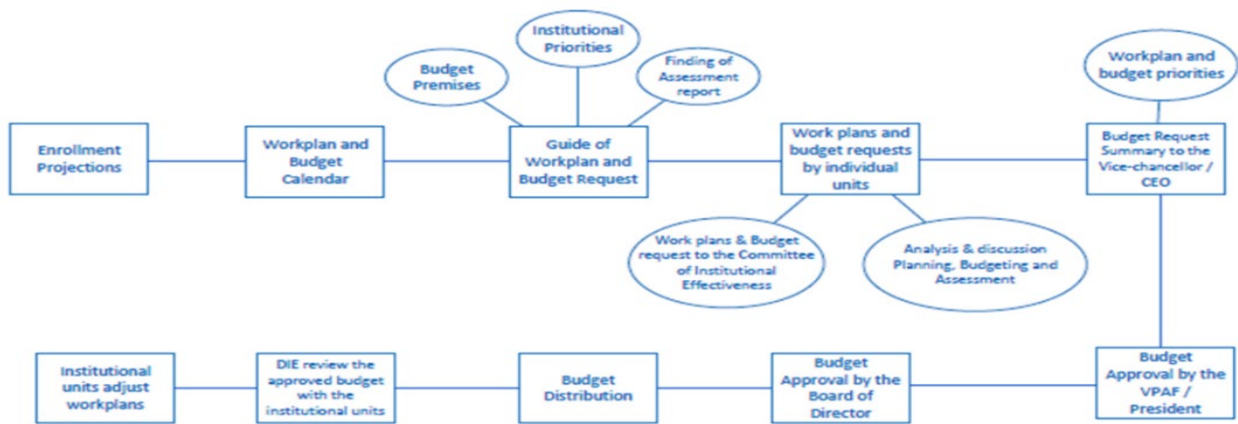 Institutional
Priorities
Budget
Premises
Finding of
Assessment
report
Workplan and
budget priorities
Enrollment
Projections
Workplan and
Budget
Calendar
Guide of
Workplan and
Budget Request
Work plans and
budget requests
by individual
units
Budget Request
Summary to the
Vice-chancellor /
CEO
Work plans & Budget
request to the Committee
of Institutional
Effectiveness
Analysis & discussion
Planning, Budgeting and
Assessment
Institutional
units adjust
workplans
DIE review the
approved budget
with the
institutional units
Budget
Distribution
Budget
Approval by the
Board of
Director
Budget
Approval by the
VPAF /
President